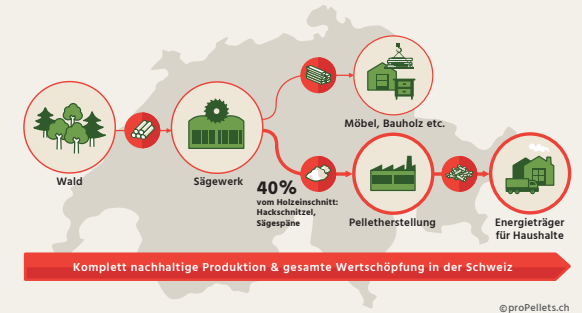 Wald
Sägewerk
Möbel, Bauholz etc.
40%
vom Holzeinschnitt:
Hackschnitzel,
Sägespäne
Pelletherstellung
Energieträger
für Haushalte
Komplett nachhaltige Produktion & gesamte Wertschöpfung in der Schweiz
©proPellets.ch